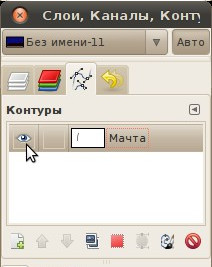 Слои, Каналы, Конту
Без имени-11
Авто
Контуры
Мачта